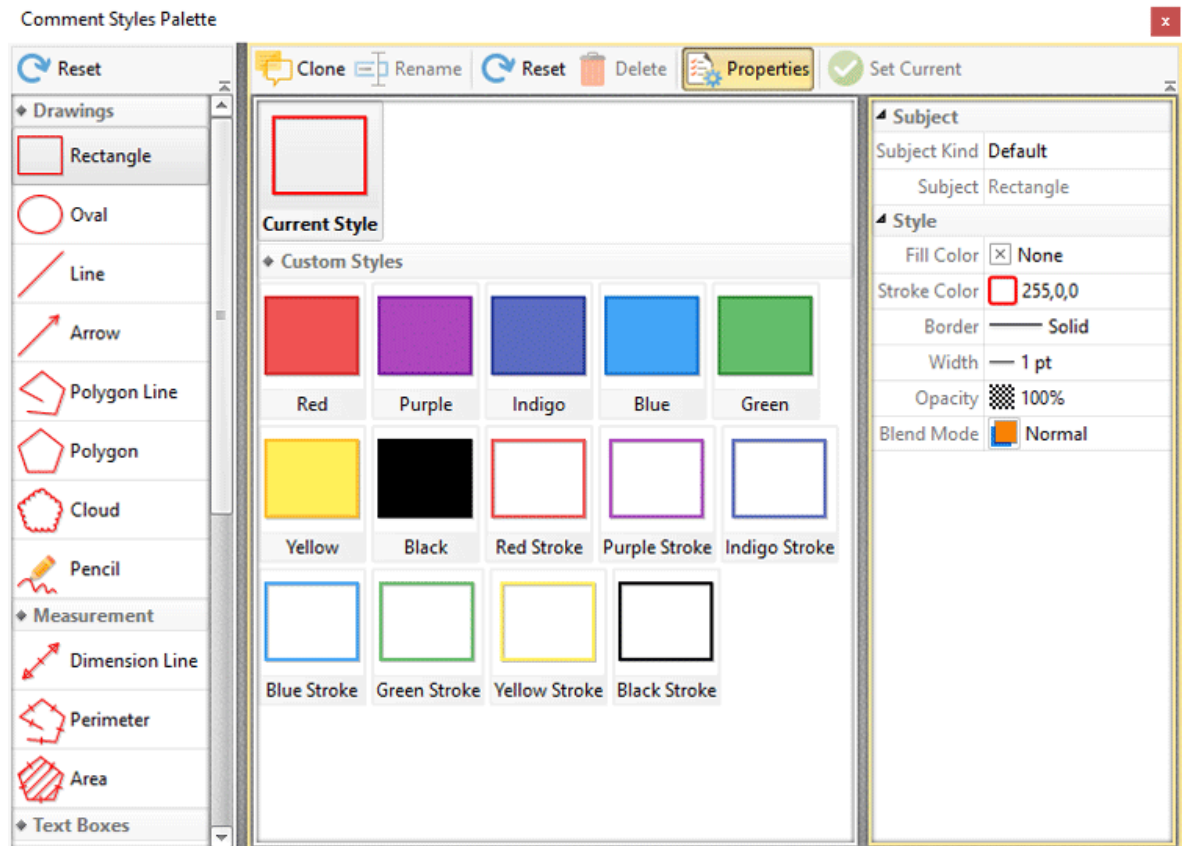 Comment Styles Palette
x
Reset
Drawings
Rectangle
Oval
Line
Arrow
Polygon Line
Polygon
Cloud
Pencil
Measurement
Dimension Line
Perimeter
Area
Text Boxes
Clone Rename Reset Delete Properties Set Current
Current Style
Custom Styles
Red Purple Indigo Blue Green
Yellow Black Red Stroke Purple Stroke Indigo Stroke
Blue Stroke Green Stroke Yellow Stroke Black Stroke
Subject
Subject Kind Default
Subject Rectangle
Style
Fill Color None
Stroke Color 255,0,0
Border Solid
Width 1 pt
Opacity 100%
Blend Mode Normal